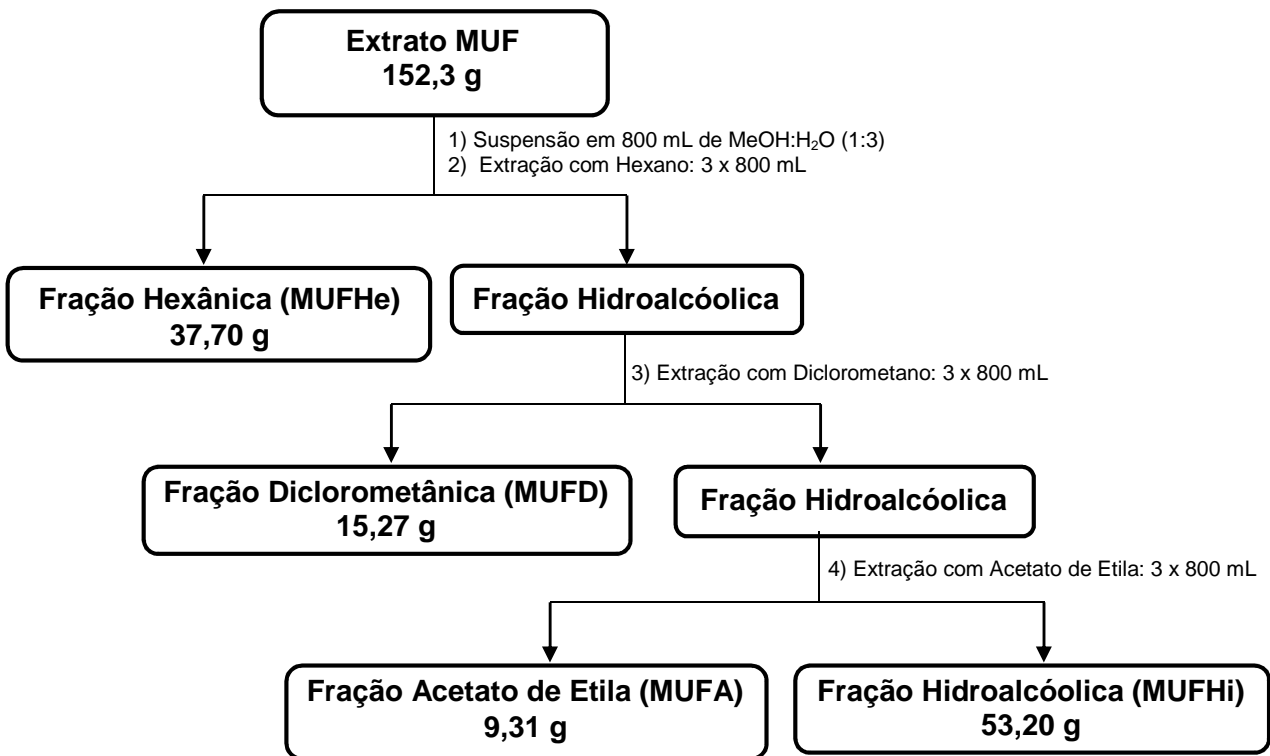 Extrato MUF
152,3 g
1) Suspensão em 800 mL de MeOH:H₂O (1:3)
2) Extração com Hexano: 3 x 800 mL
Fração Hexânica (MUFHe)
37,70 g
Fração Hidroalcóolica
3) Extração com Diclorometano: 3 x 800 mL
Fração Diclorometânica (MUFD)
15,27 g
Fração Hidroalcóolica
4) Extração com Acetato de Etila: 3 x 800 mL
Fração Acetato de Etila (MUFA)
9,31 g
Fração Hidroalcóolica (MUFHi)
53,20 g